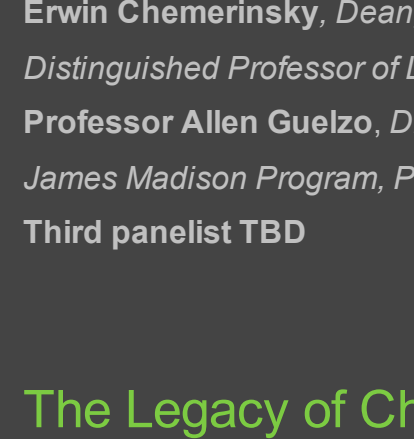 Erwin Chemerinsky, Dean
Distinguished Professor of
Professor Allen Guelzo, D
James Madison Program, P
Third panelist TBD
The Legacy of Ch